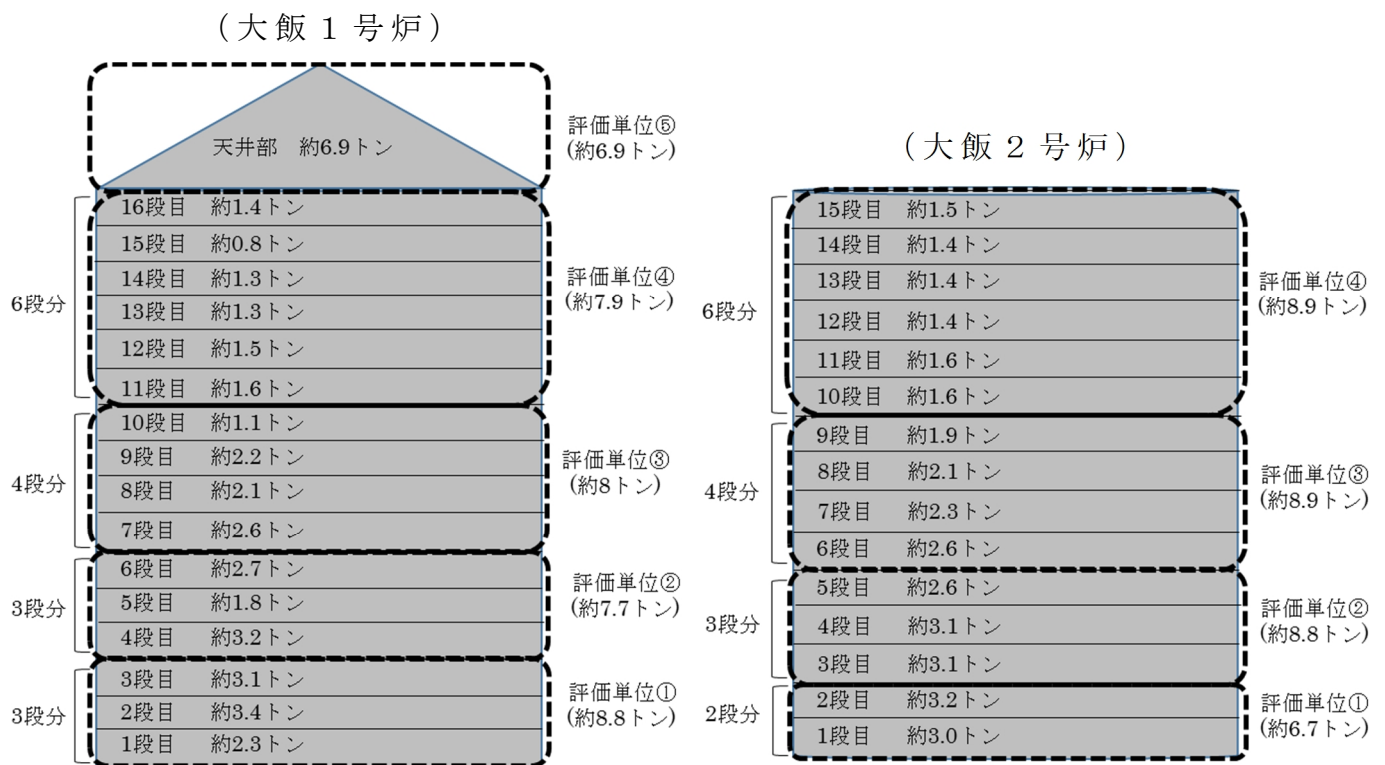 (大飯１号炉)
天井部　約6.9トン
評価単位⑤
(約6.9トン)
6段分
16段目　約1.4トン
15段目　約0.8トン
14段目　約1.3トン
13段目　約1.3トン
12段目　約1.5トン
11段目　約1.6トン
評価単位④
(約7.9トン)
4段分
10段目　約1.1トン
9段目　約2.2トン
8段目　約2.1トン
7段目　約2.6トン
評価単位③
(約8トン)
3段分
6段目　約2.7トン
5段目　約1.8トン
4段目　約3.2トン
評価単位②
(約7.7トン)
3段分
3段目　約3.1トン
2段目　約3.4トン
1段目　約2.3トン
評価単位①
(約8.8トン)
(大飯２号炉)
6段分
15段目　約1.5トン
14段目　約1.4トン
13段目　約1.4トン
12段目　約1.4トン
11段目　約1.6トン
10段目　約1.6トン
評価単位④
(約8.9トン)
4段分
9段目　約1.9トン
8段目　約2.1トン
7段目　約2.3トン
6段目　約2.6トン
評価単位③
(約8.9トン)
3段分
5段目　約2.6トン
4段目　約3.1トン
3段目　約3.1トン
評価単位②
(約8.8トン)
2段分
2段目　約3.2トン
1段目　約3.0トン
評価単位①
(約6.7トン)